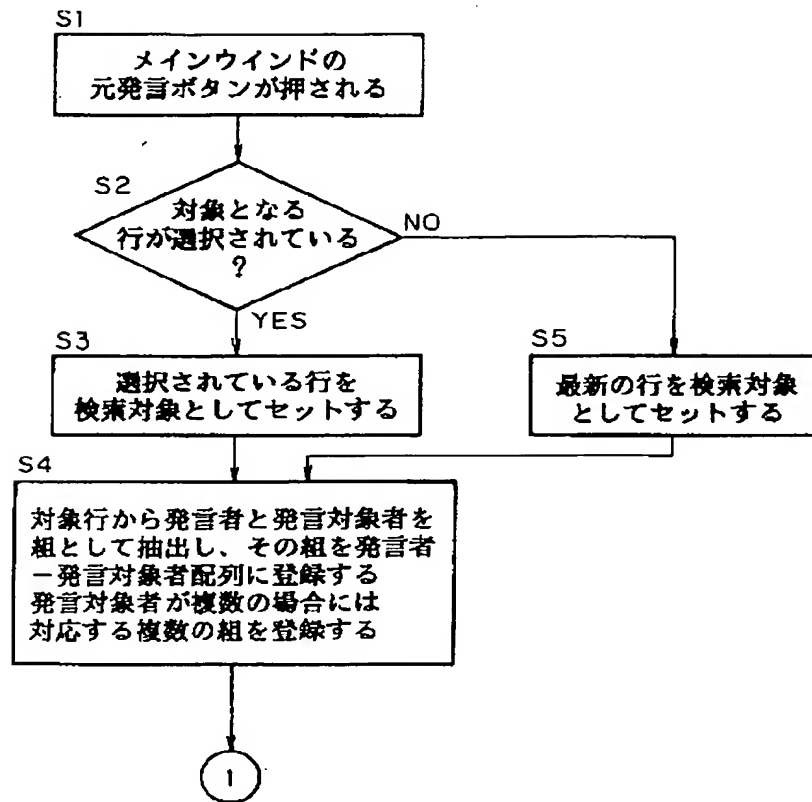 S1
メインウインドの
元発言ボタンが押される
S2
対象となる
行が選択されている
?
NO
YES
S3
選択されている行を
検索対象としてセットする
S5
最新の行を検索対象
としてセットする
S4
対象行から発言者と発言対象者を
組として抽出し、その組を発言者
－発言対象者配列に登録する
発言対象者が複数の場合には
対応する複数の組を登録する
1